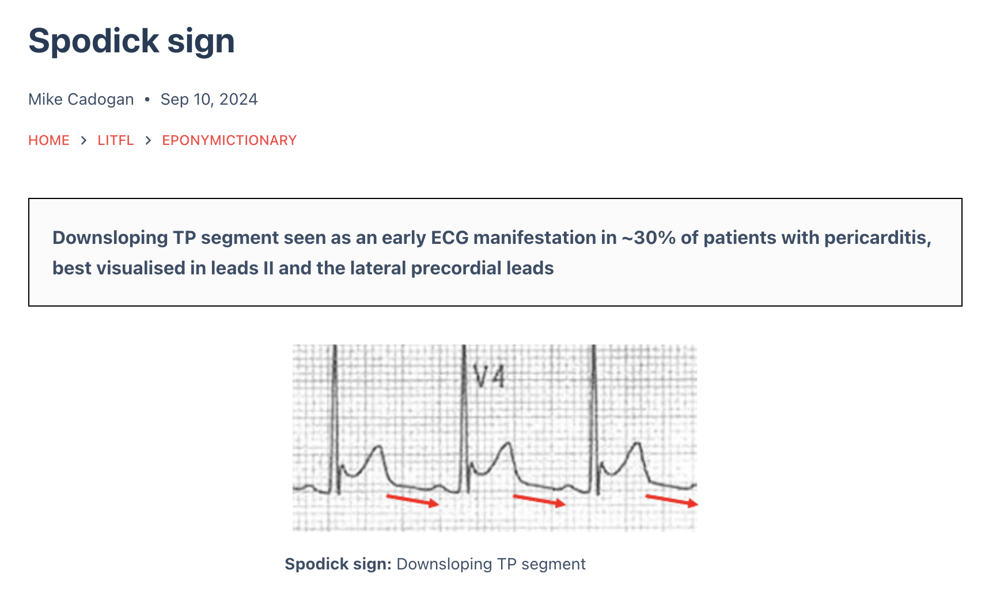 Spodick sign
Mike Cadogan • Sep 10, 2024
HOME > LITFL > EPONYMICTIONARY
Downsloping TP segment seen as an early ECG manifestation in ~30% of patients with pericarditis,
best visualised in leads II and the lateral precordial leads
V4
Spodick sign: Downsloping TP segment